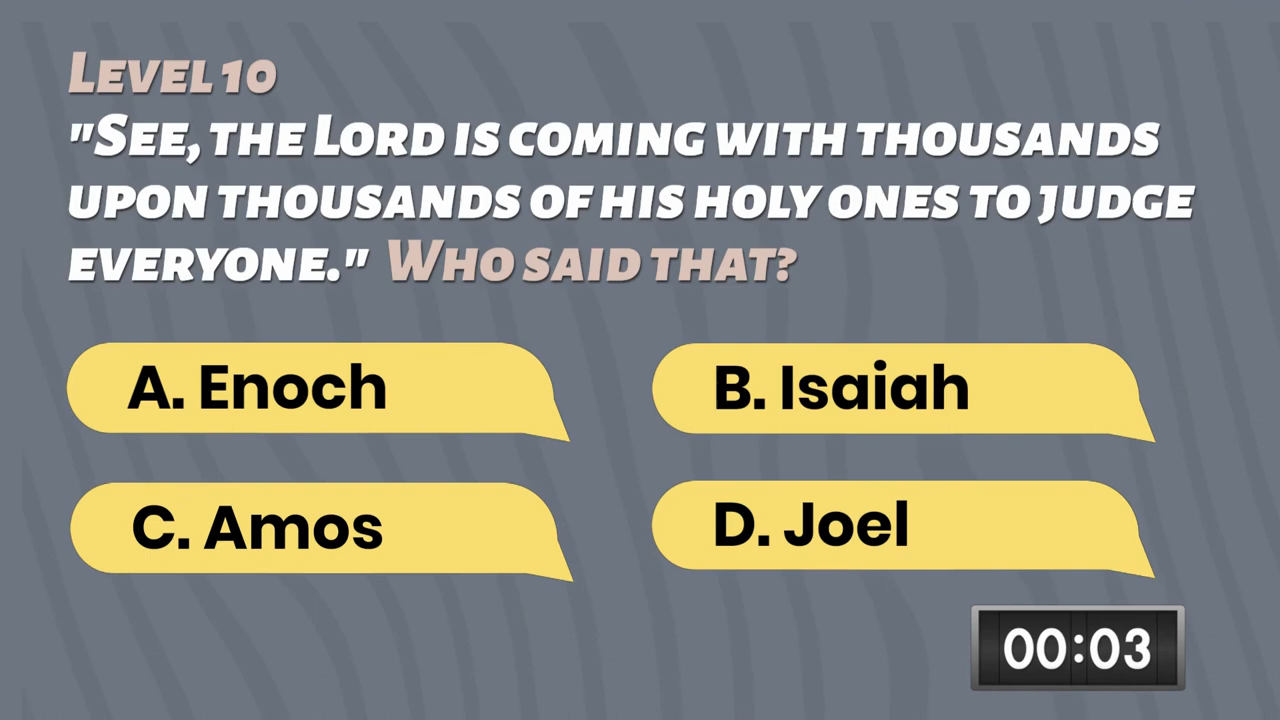 Level 10
"See, the Lord is coming with thousands
upon thousands of his holy ones to judge
everyone." Who said that?
A. Enoch
B. Isaiah
C. Amos
D. Joel
00:03